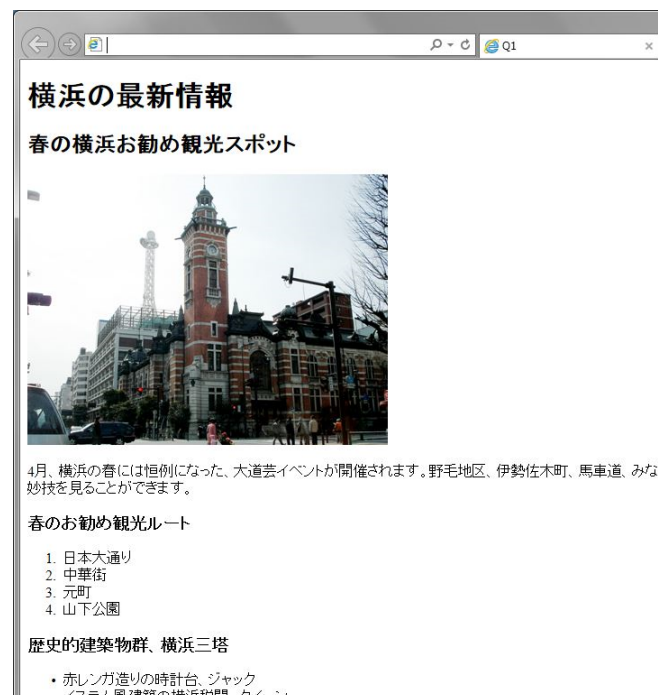 Q1
横浜の最新情報
春の横浜お勧め観光スポット
4月、横浜の春には恒例になった、大道芸イベントが開催されます。野毛地区、伊勢佐木町、馬車道、みな
妙技を見ることができます。
春のお勧め観光ルート
1. 日本大通り
2. 中華街
3. 元町
4. 山下公園
歴史的建築物群、横浜三塔
• 赤レンガ造りの時計台、ジャック